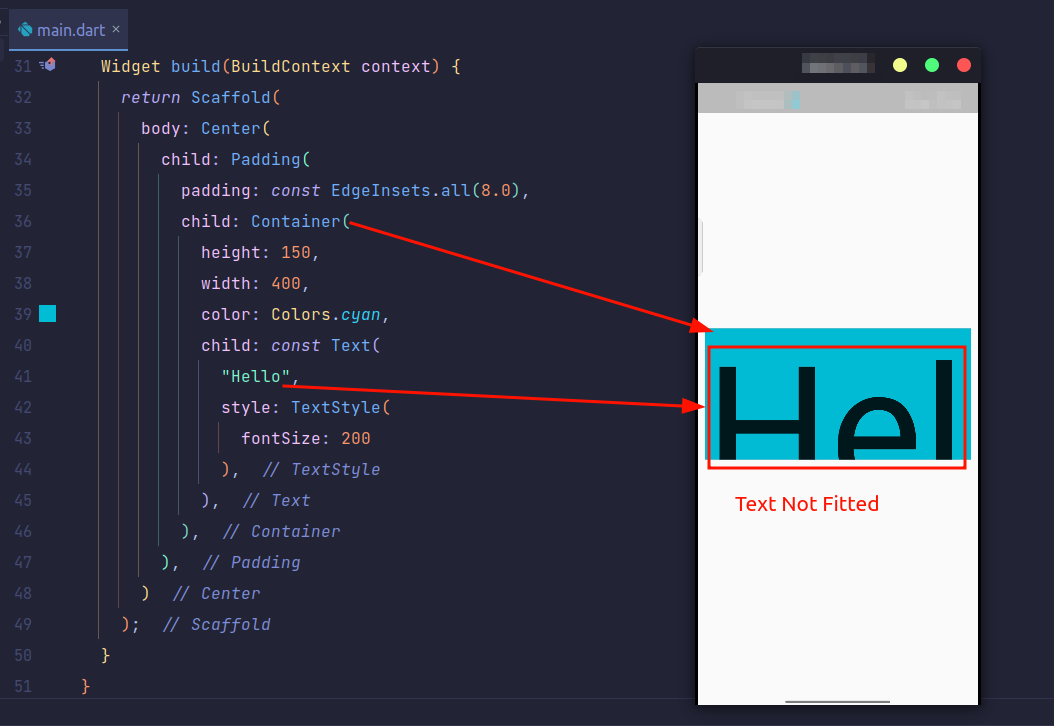 main.dart ×
31 Widget build(BuildContext context) {
32 return Scaffold(
33 body: Center(
34 child: Padding(
35 padding: const EdgeInsets.all(8.0),
36 child: Container(
37 height: 150,
38 width: 400,
39 color: Colors.cyan,
40 child: const Text(
41 "Hello",
42 style: TextStyle(
43 fontSize: 200
44 ), // TextStyle
45 ), // Text
46 ), // Container
47 ), // Padding
48 ) // Center
49 ); // Scaffold
50 }
51 }
Hel
Text Not Fitted